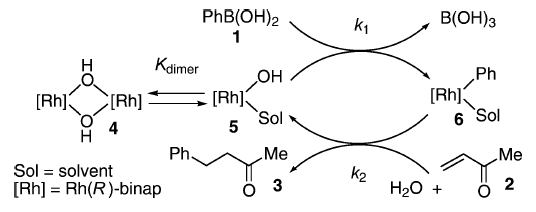 PhB(OH)₂
1
k₁
B(OH)₃
H
O
[Rh]
[Rh]
O
H
4
K_dimer
[Rh]
OH
Sol
5
[Rh]
Ph
Sol
6
Ph
Me
O
3
k₂
H₂O +
Me
O
2
Sol = solvent
[Rh] = Rh(R)-binap